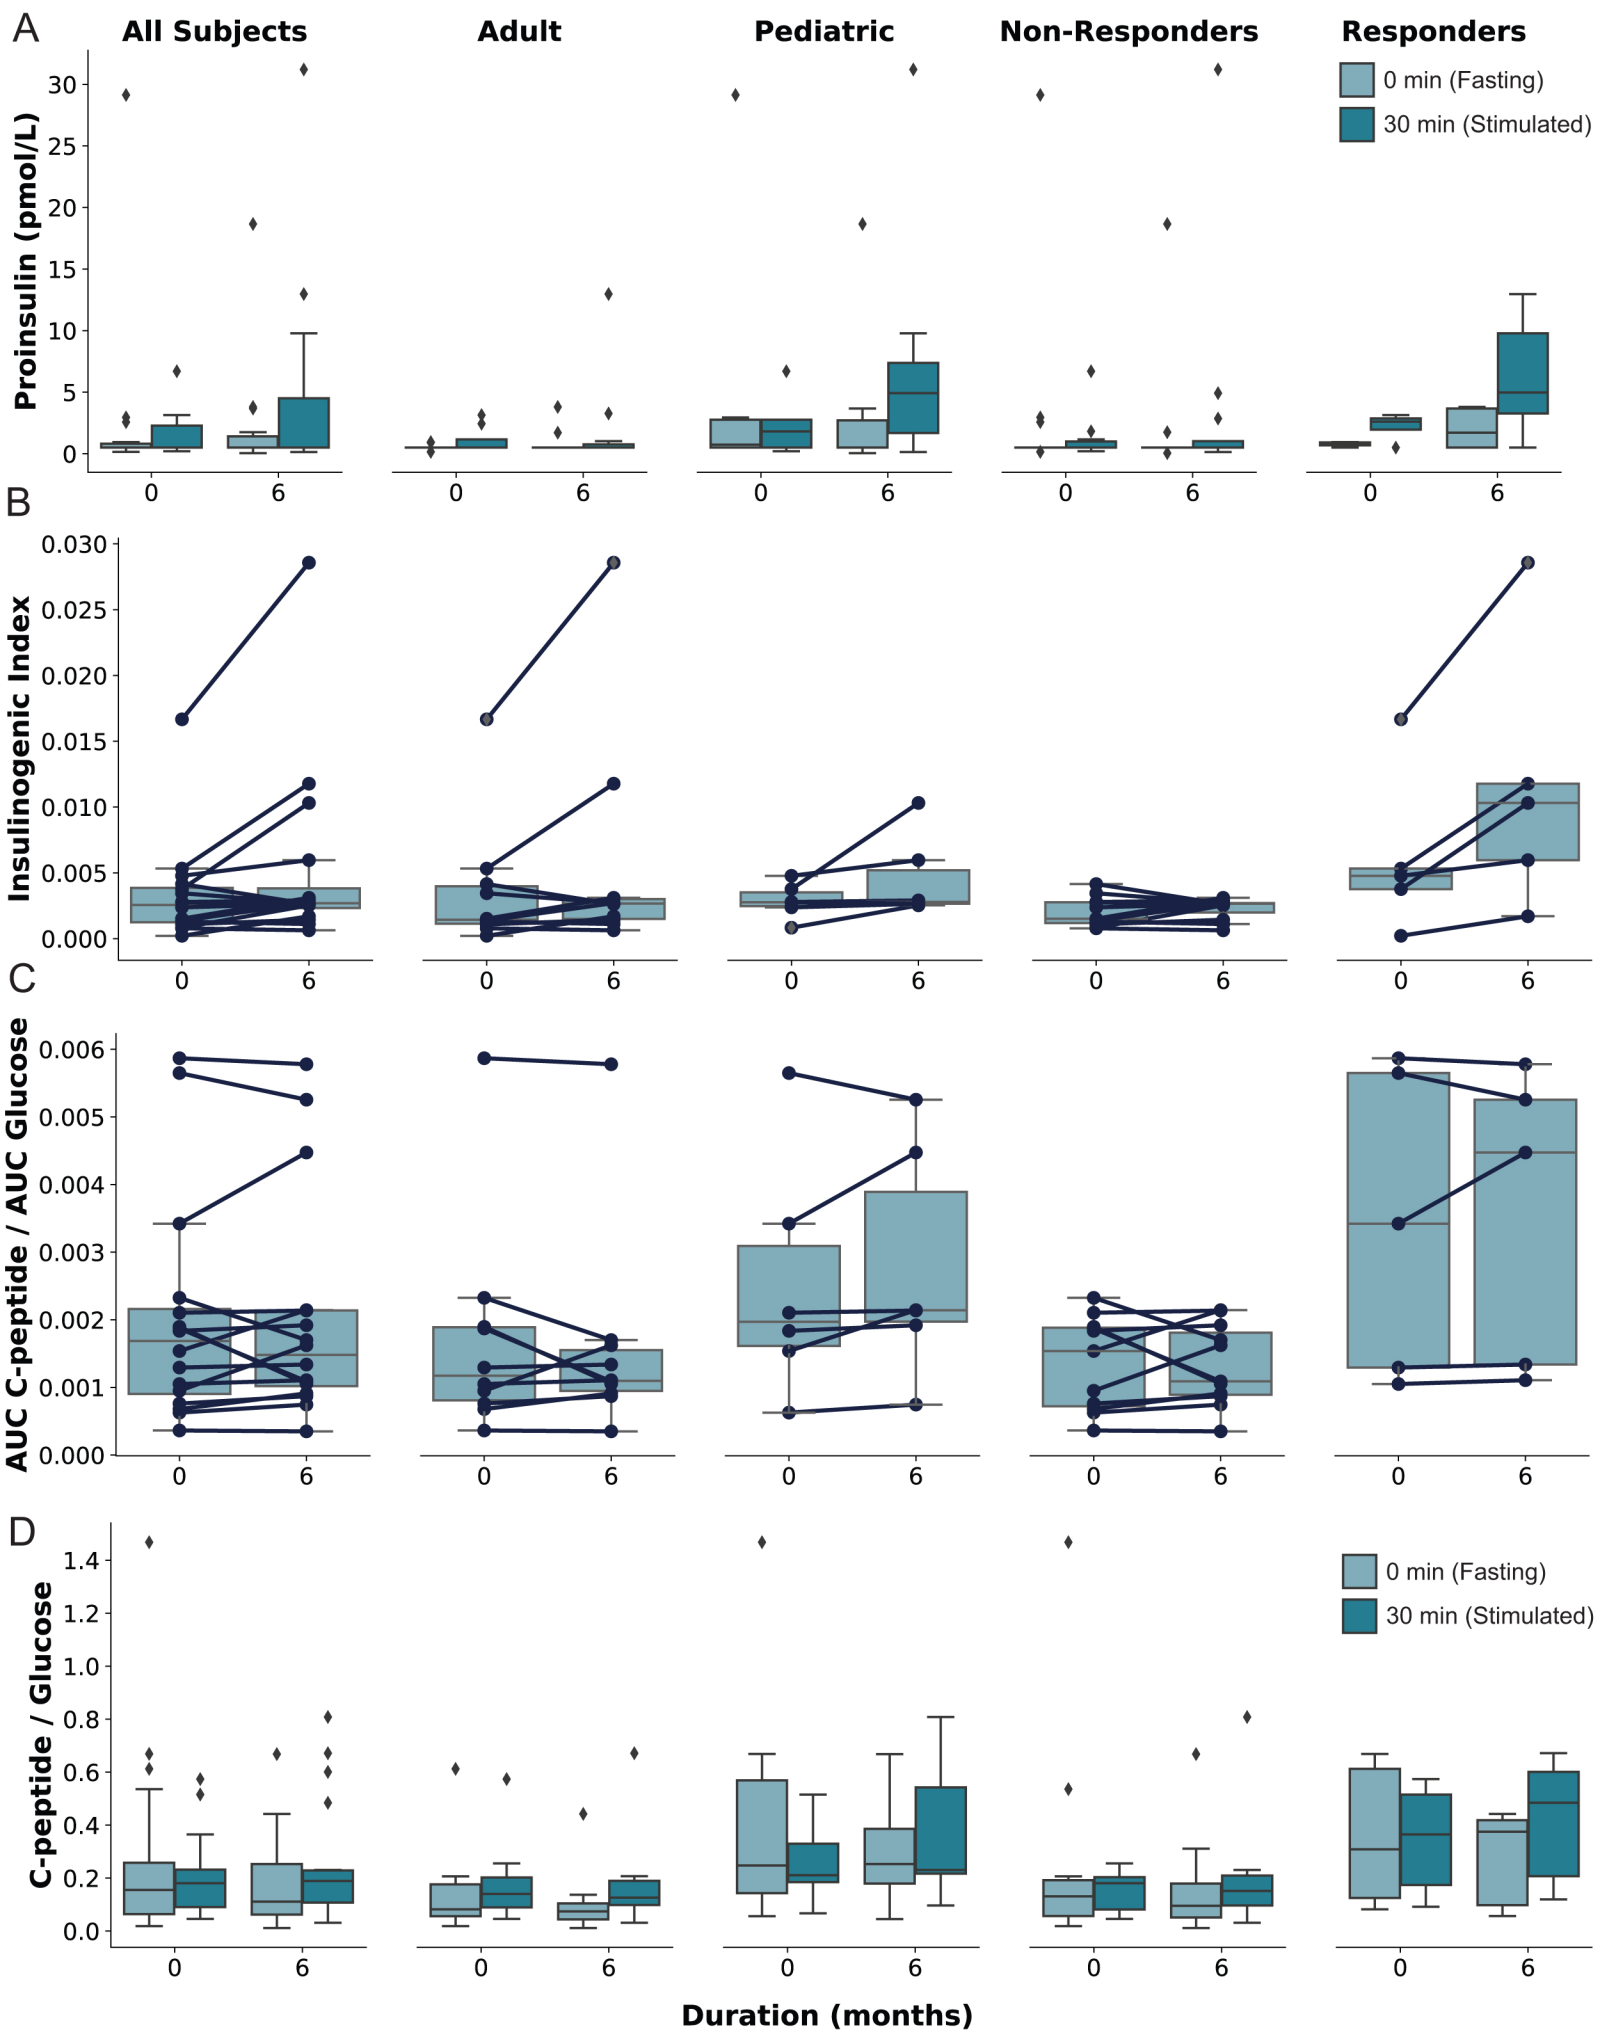 A
All Subjects Adult Pediatric Non-Responders Responders
Proinsulin (pmol/L)
30
25
20
15
10
5
0
0 min (Fasting)
30 min (Stimulated)
0 6 0 6 0 6 0 6 0 6
B
Insulinogenic Index
0.030
0.025
0.020
0.015
0.010
0.005
0.000
0 6 0 6 0 6 0 6 0 6
C
AUC C-peptide / AUC Glucose
0.006
0.005
0.004
0.003
0.002
0.001
0.000
0 6 0 6 0 6 0 6 0 6
D
C-peptide / Glucose
1.4
1.2
1.0
0.8
0.6
0.4
0.2
0.0
0 min (Fasting)
30 min (Stimulated)
0 6 0 6 0 6 0 6 0 6
Duration (months)